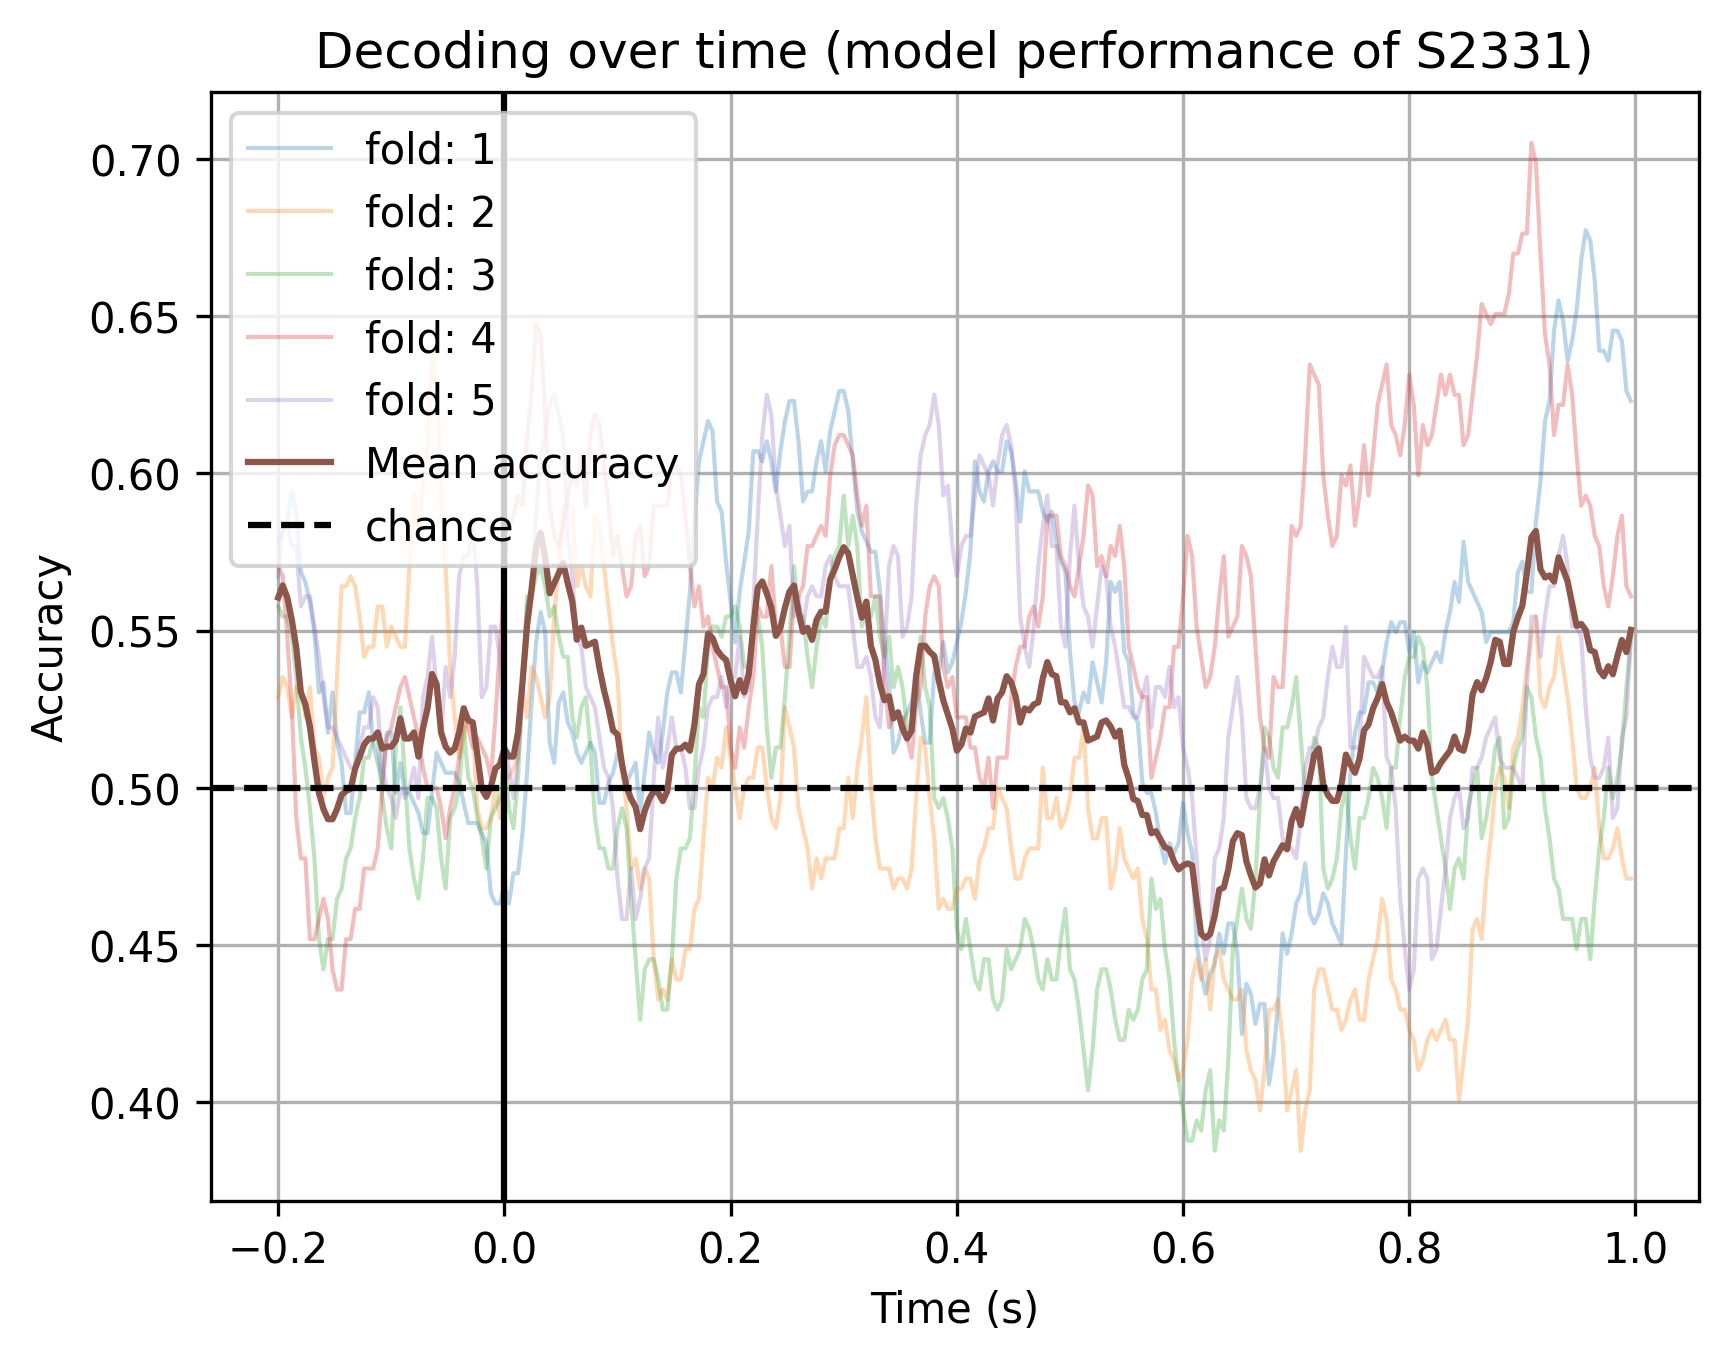 Decoding over time (model performance of S2331)
fold: 1
fold: 2
fold: 3
fold: 4
fold: 5
Mean accuracy
chance
Accuracy
0.70
0.65
0.60
0.55
0.50
0.45
0.40
−0.2 0.0 0.2 0.4 0.6 0.8 1.0
Time (s)